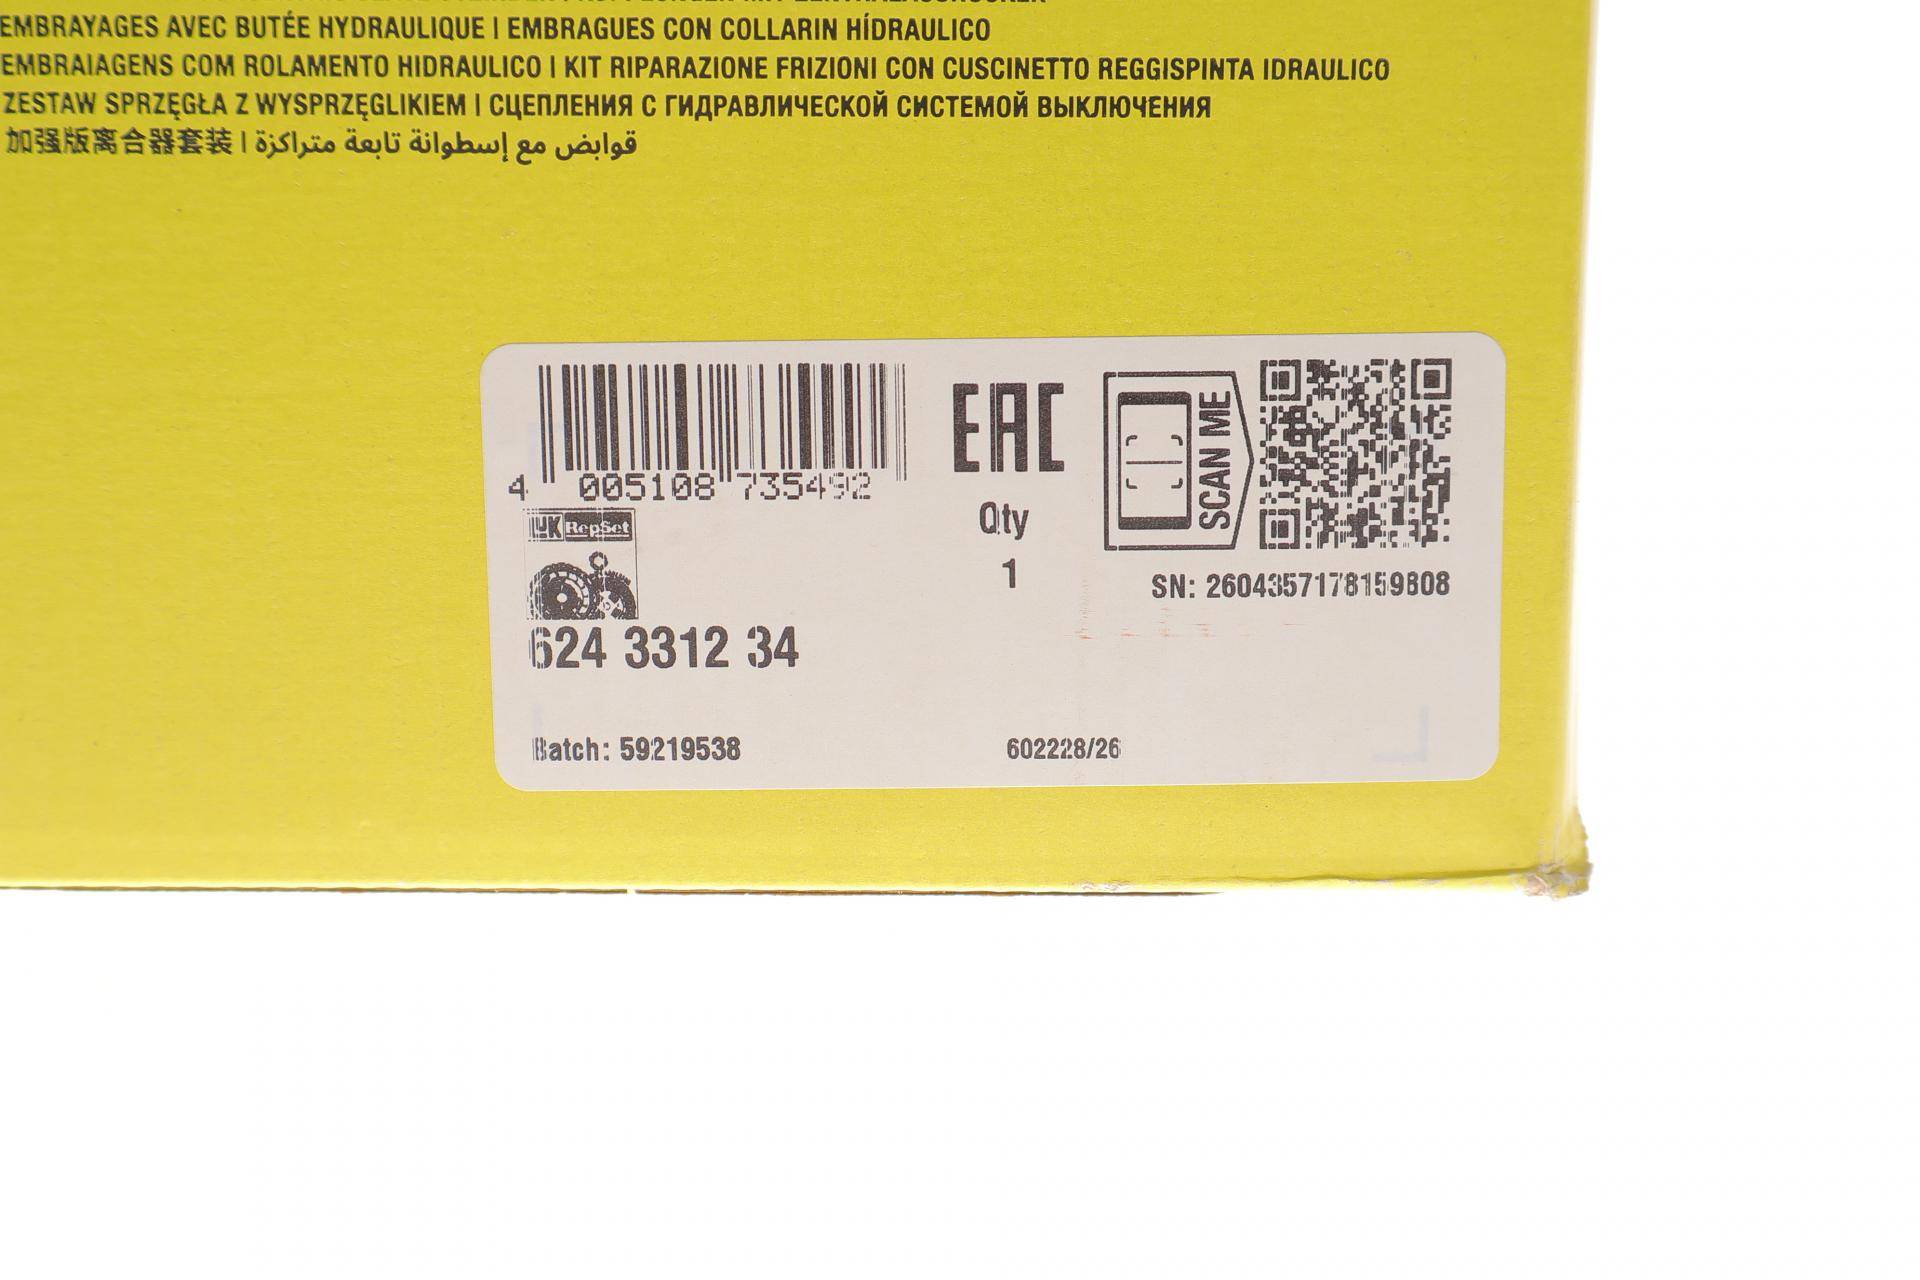 EMBRAYAGES AVEC BUTÉE HYDRAULIQUE | EMBRAGUES CON COLLARIN HÍDRAULICO
EMBRAIAGENS COM ROLAMENTO HIDRAULICO | KIT RIPARAZIONE FRIZIONI CON CUSCINETTO REGGISPINTA IDRAULICO
ZESTAW SPRZĘGŁA Z WYSPRZĘGLIKIEM | СЦЕПЛЕНИЯ С ГИДРАВЛИЧЕСКОЙ СИСТЕМОЙ ВЫКЛЮЧЕНИЯ
加强版离合器套装 | قوابض مع إسطوانة تابعة متراكزة
4 005108 735492
EAC
SCAN ME
LUK RepSet
Qty
1
SN: 2604357178159808
624 3312 34
Batch: 59219538
602228/26